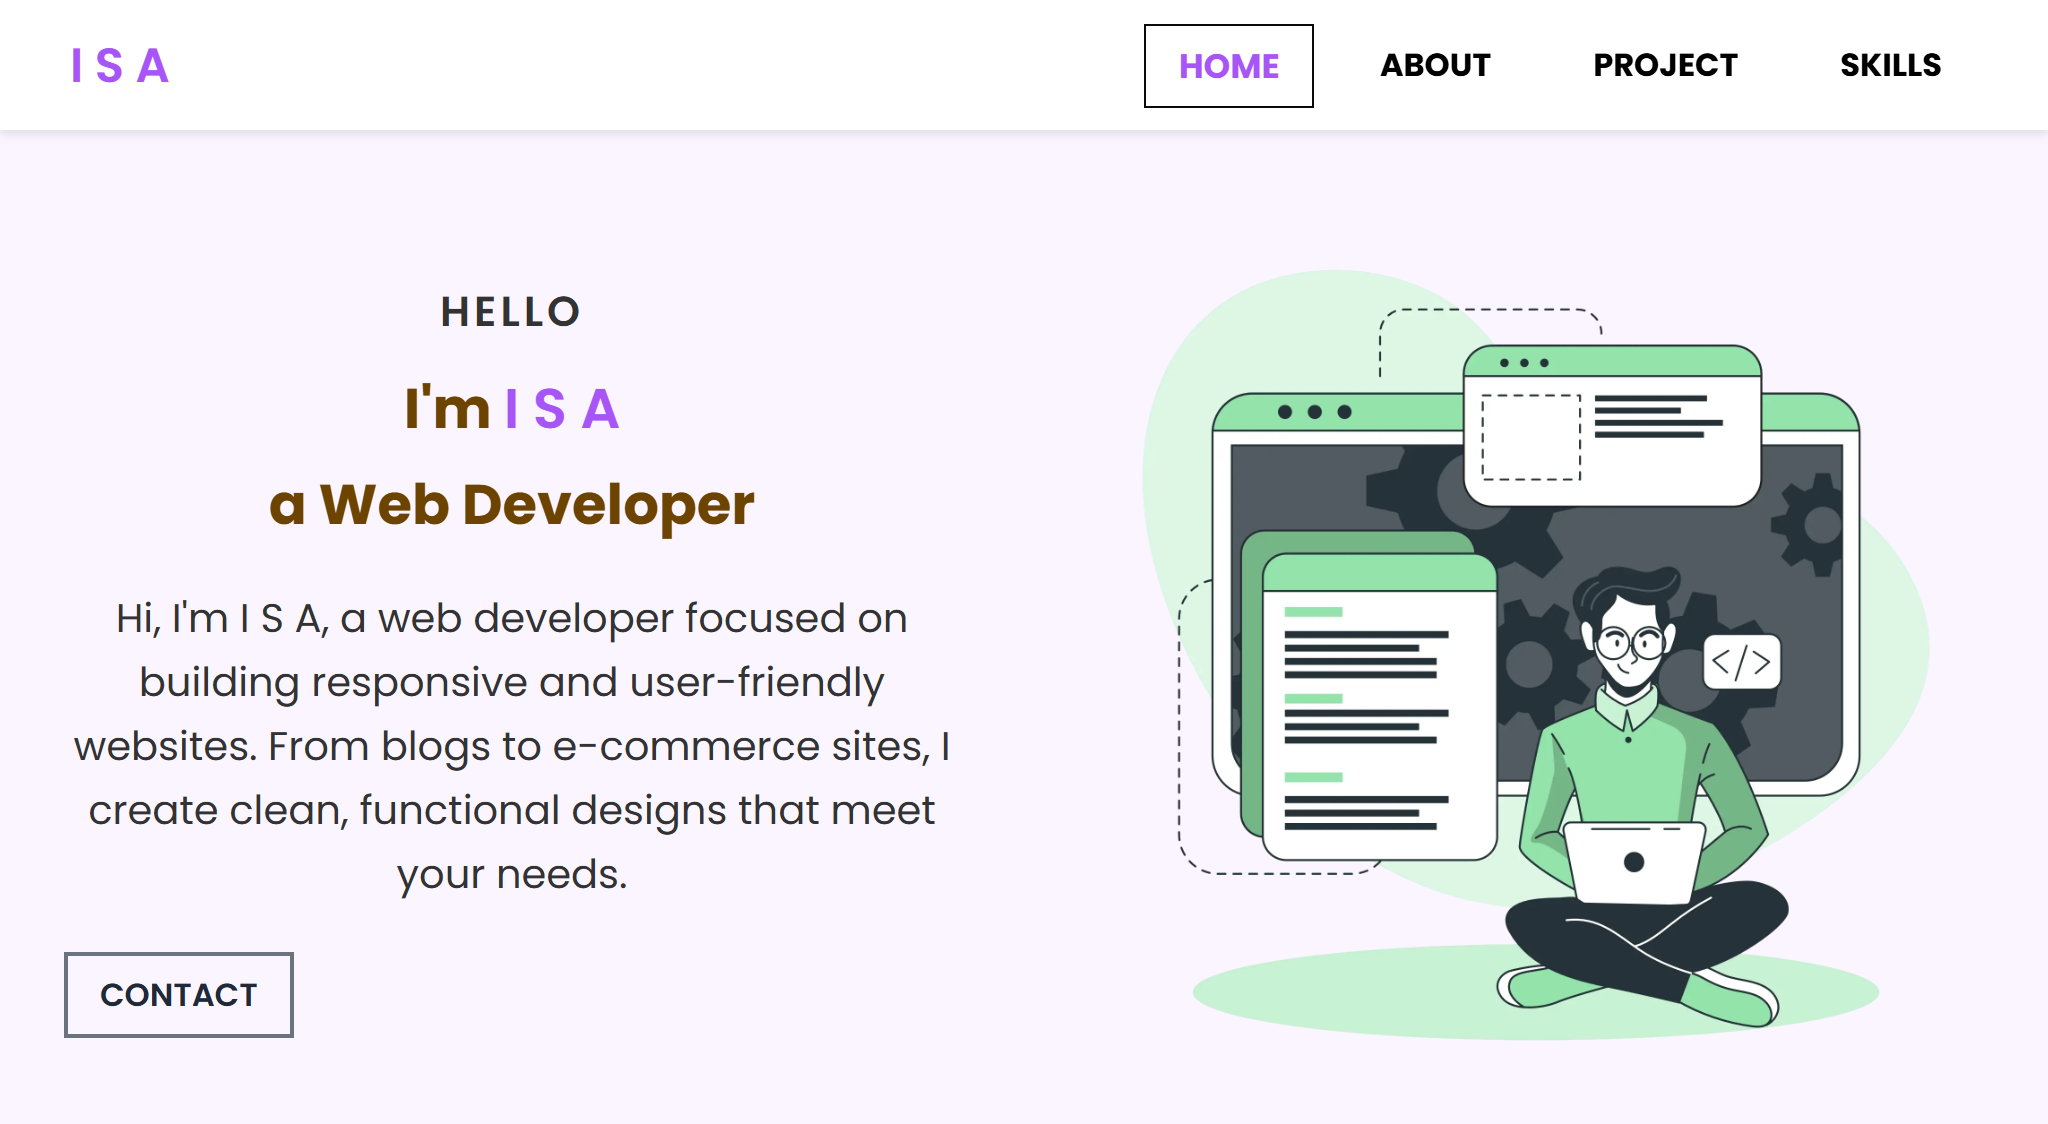 I S A
HOME ABOUT PROJECT SKILLS
HELLO
I'm I S A
a Web Developer
Hi, I'm I S A, a web developer focused on
building responsive and user-friendly
websites. From blogs to e-commerce sites, I
create clean, functional designs that meet
your needs.
CONTACT
</>